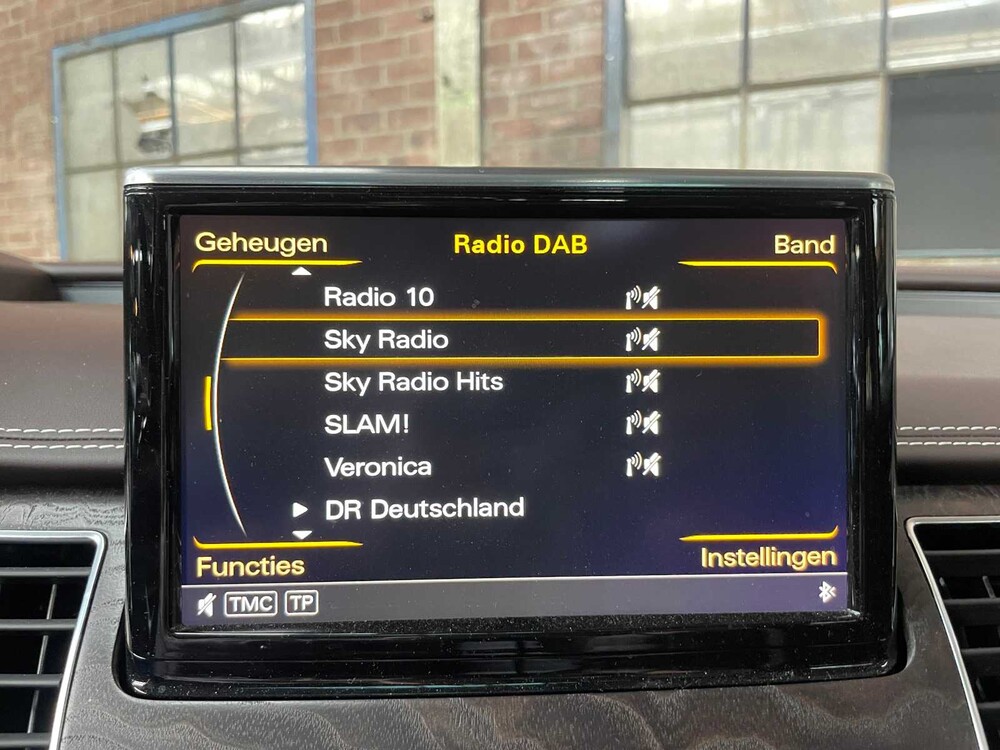 Geheugen Radio DAB Band
Radio 10
Sky Radio
Sky Radio Hits
SLAM!
Veronica
DR Deutschland
Functies Instellingen
TMC TP